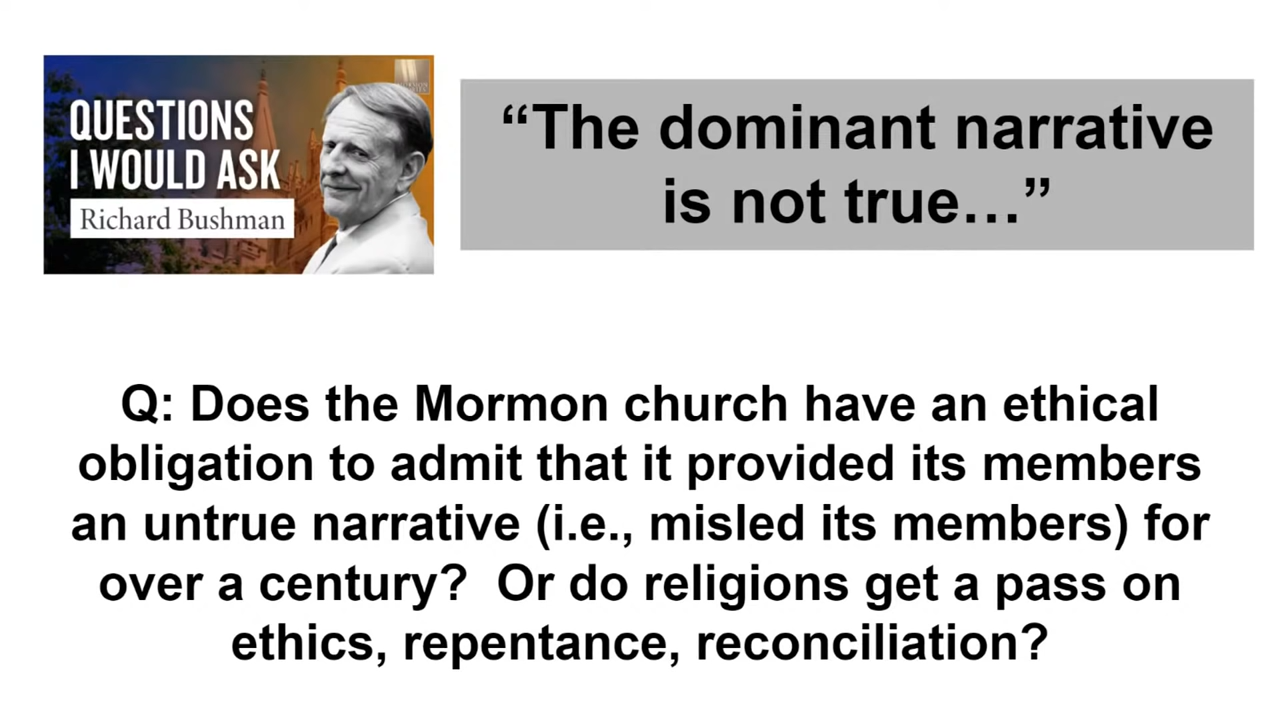 QUESTIONS
I WOULD ASK
Richard Bushman
“The dominant narrative
is not true…”
Q: Does the Mormon church have an ethical
obligation to admit that it provided its members
an untrue narrative (i.e., misled its members) for
over a century?  Or do religions get a pass on
ethics, repentance, reconciliation?